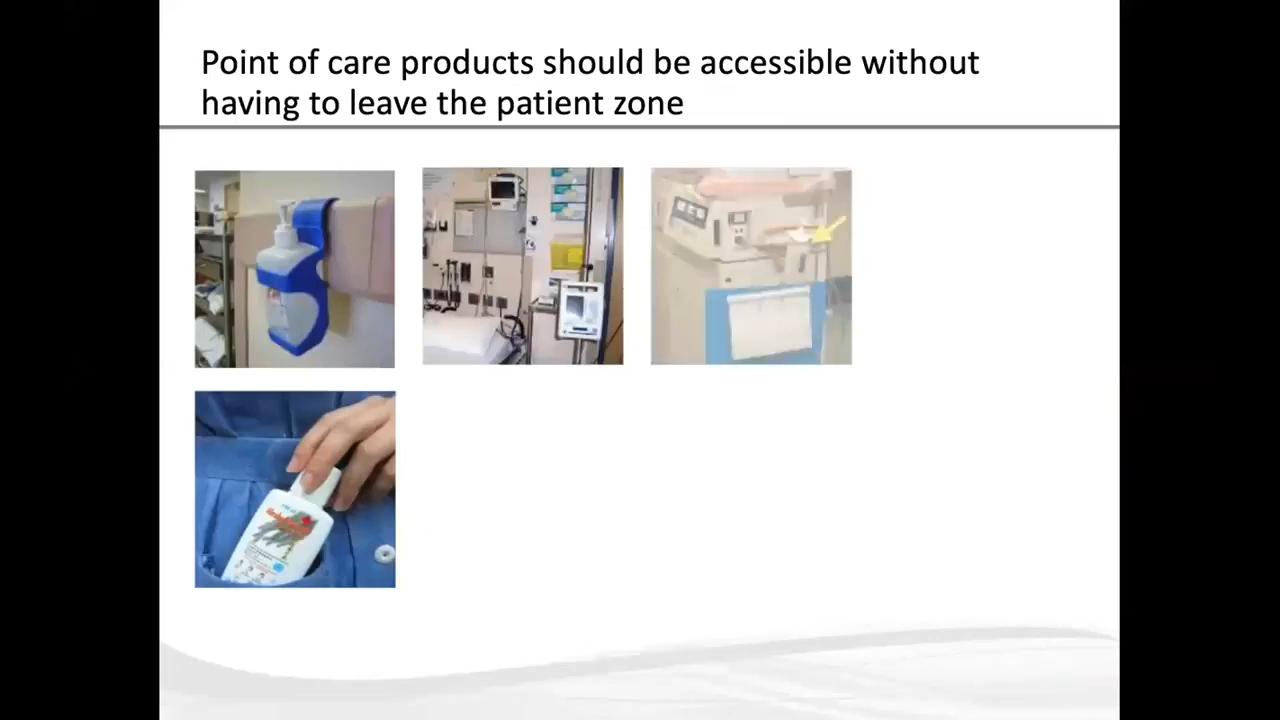 Point of care products should be accessible without
having to leave the patient zone